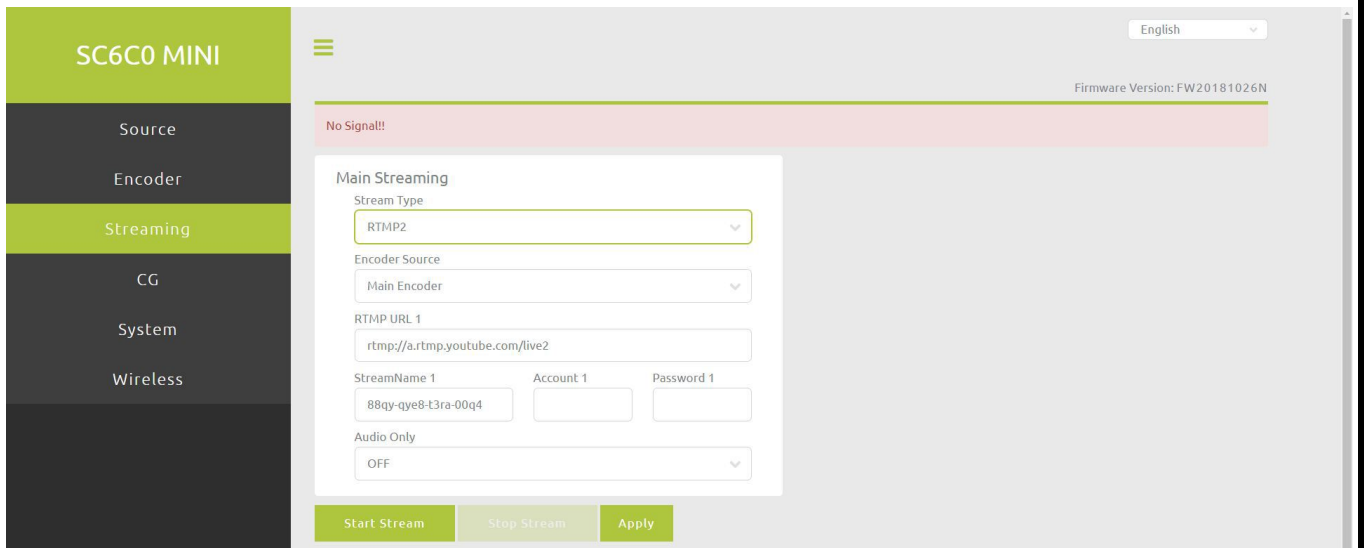 SC6C0 MINI
English
Firmware Version: FW20181026N
Source
Encoder
Streaming
CG
System
Wireless
No Signal!!
Main Streaming
Stream Type
RTMP2
Encoder Source
Main Encoder
RTMP URL 1
rtmp://a.rtmp.youtube.com/live2
StreamName 1 Account 1 Password 1
88qy-qye8-t3ra-00q4
Audio Only
OFF
Start Stream Stop Stream Apply